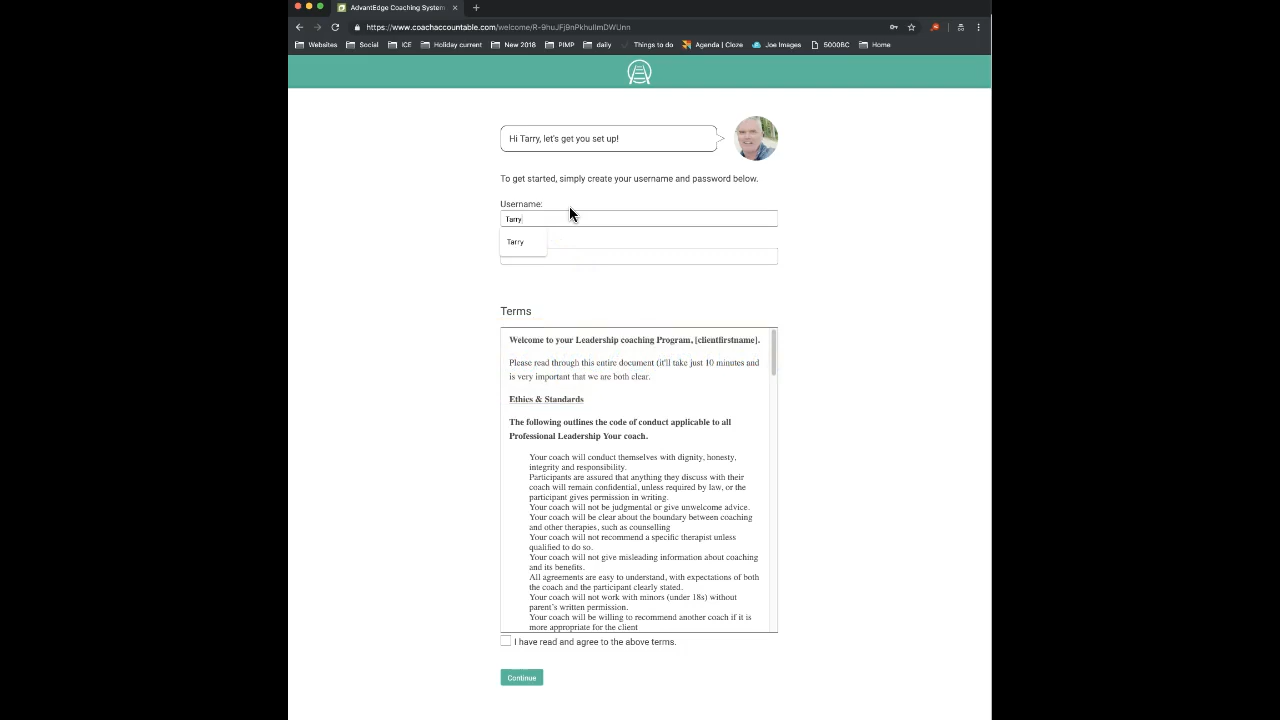 AdvantEdge Coaching System
https://www.coachaccountable.com/welcome/R-9huJFj9nPkhuIImDWUnn
Websites Social ICE Holiday current New 2018 PIMP daily Things to do Agenda | Cloze Joe Images 5000BC Home
Hi Tarry, let's get you set up!
To get started, simply create your username and password below.
Username:
Tarry
Tarry
Terms
Welcome to your Leadership coaching Program, [clientfirstname].
Please read through this entire document (it'll take just 10 minutes and
is very important that we are both clear.
Ethics & Standards
The following outlines the code of conduct applicable to all
Professional Leadership Your coach.
Your coach will conduct themselves with dignity, honesty,
integrity and responsibility.
Participants are assured that anything they discuss with their
coach will remain confidential, unless required by law, or the
participant gives permission in writing.
Your coach will not be judgmental or give unwelcome advice.
Your coach will be clear about the boundary between coaching
and other therapies, such as counselling
Your coach will not recommend a specific therapist unless
qualified to do so.
Your coach will not give misleading information about coaching
and its benefits.
All agreements are easy to understand, with expectations of both
the coach and the participant clearly stated.
Your coach will not work with minors (under 18s) without
parent's written permission.
Your coach will be willing to recommend another coach if it is
more appropriate for the client
I have read and agree to the above terms.
Continue